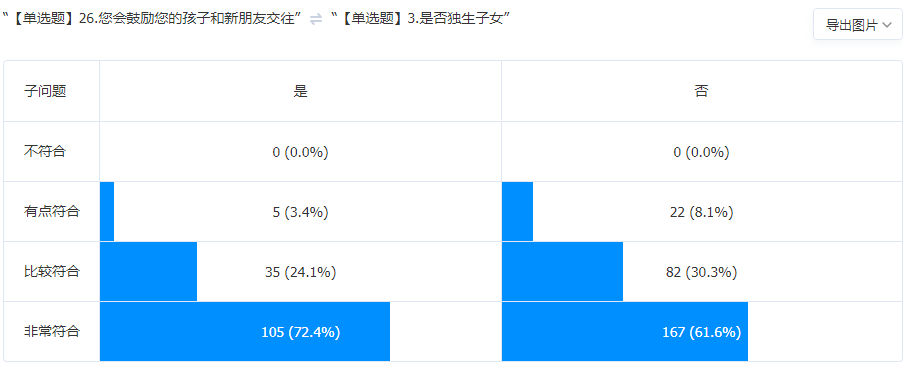 “【单选题】26.您会鼓励您的孩子和新朋友交往” ⇌ “【单选题】3.是否独生子女”
导出图片
子问题 是 否
不符合 0 (0.0%) 0 (0.0%)
有点符合 5 (3.4%) 22 (8.1%)
比较符合 35 (24.1%) 82 (30.3%)
非常符合 105 (72.4%) 167 (61.6%)